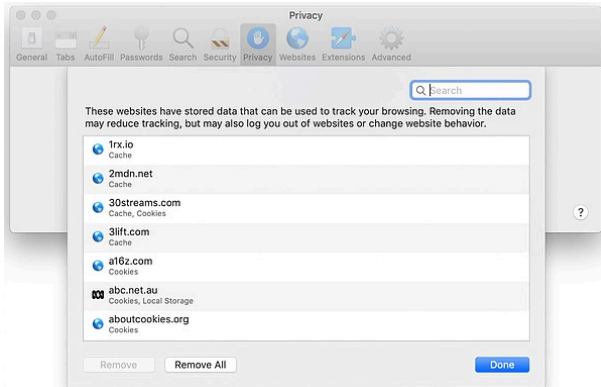 Privacy
General Tabs AutoFill Passwords Search Security Privacy Websites Extensions Advanced
Search
These websites have stored data that can be used to track your browsing. Removing the data
may reduce tracking, but may also log you out of websites or change website behavior.
1rx.io
Cache
2mdn.net
Cache
30streams.com
Cache, Cookies
3lift.com
Cache
a16z.com
Cookies
abc.net.au
Cookies, Local Storage
aboutcookies.org
Cookies
?
Remove Remove All Done